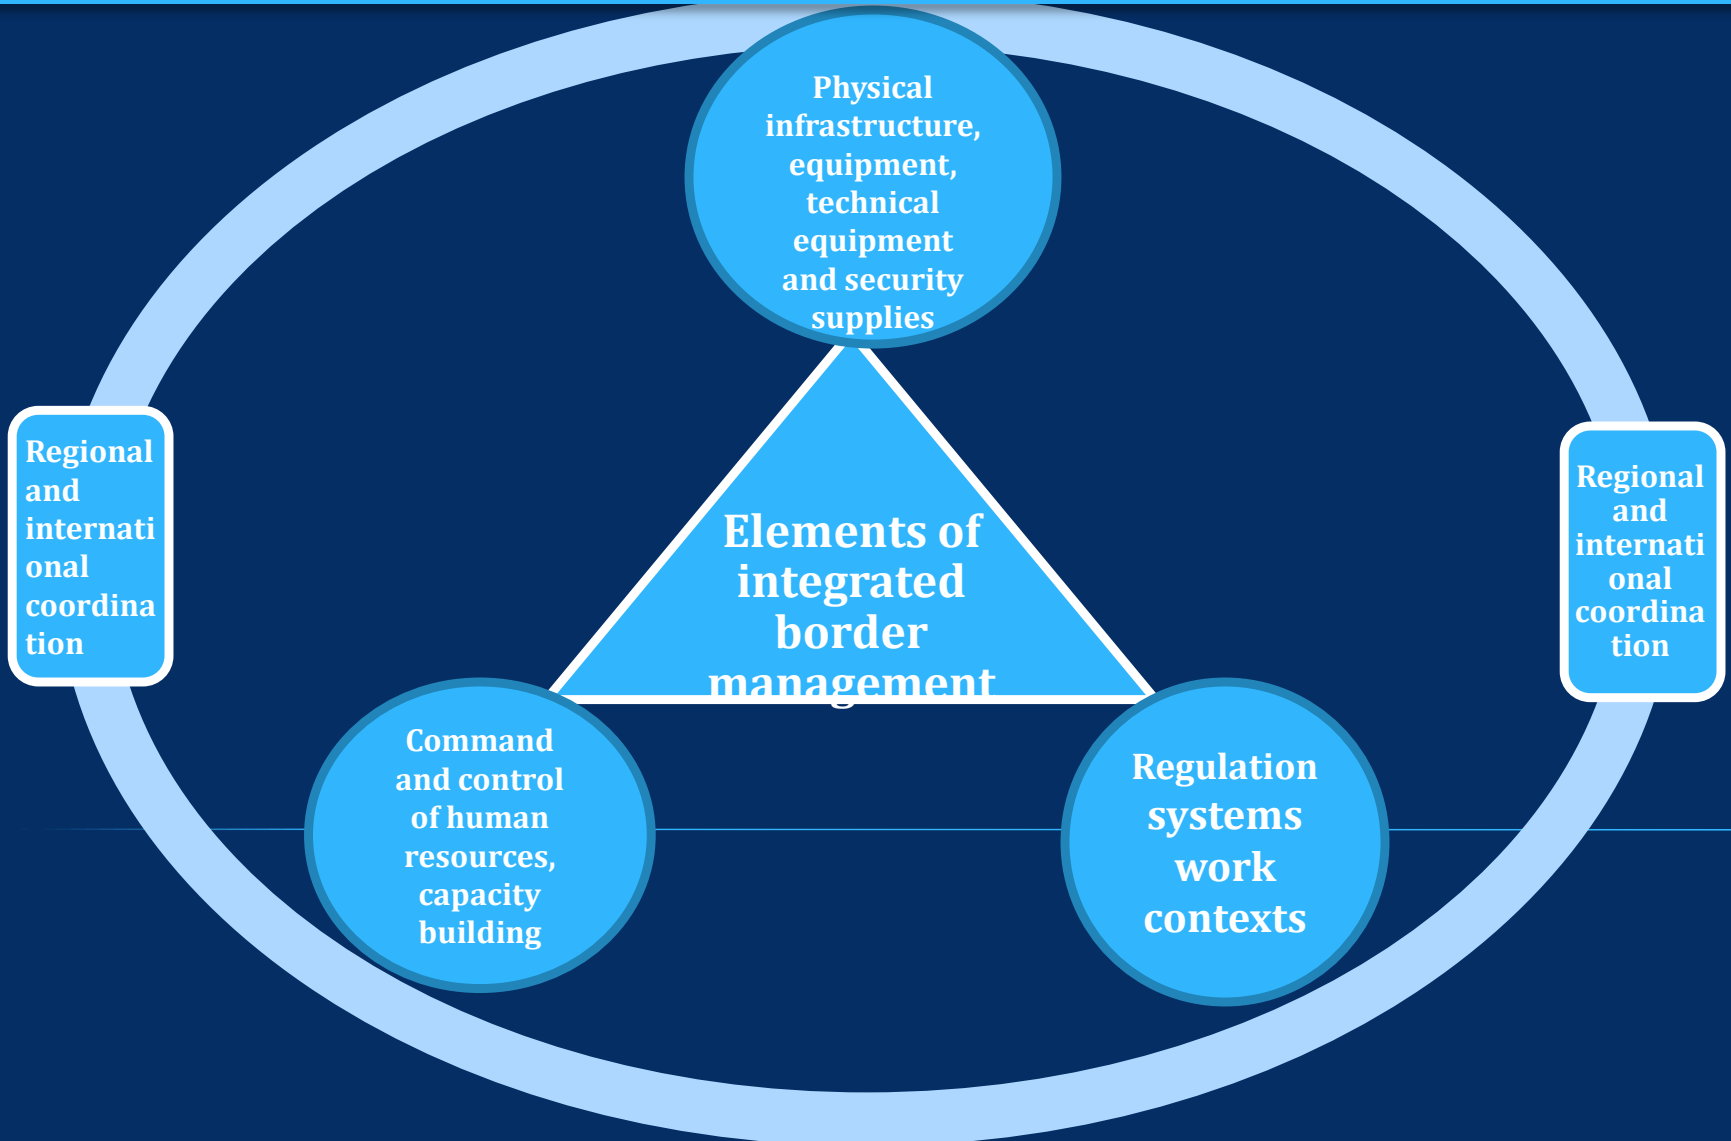 Physical
infrastructure,
equipment,
technical
equipment
and security
supplies
Regional
and
internati
onal
coordina
tion
Elements of
integrated
border
management
Regional
and
internati
onal
coordina
tion
Command
and control
of human
resources,
capacity
building
Regulation
systems
work
contexts